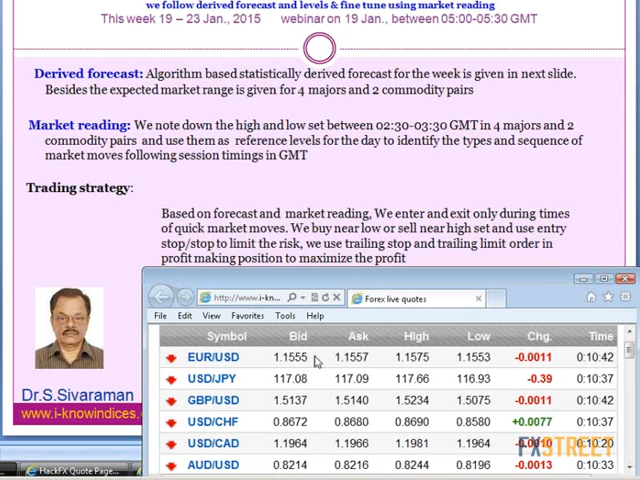 we follow derived forecast and levels & fine tune using market reading
This week 19 – 23 Jan., 2015 webinar on 19 Jan., between 05:00-05:30 GMT
Derived forecast: Algorithm based statistically derived forecast for the week is given in next slide.
Besides the expected market range is given for 4 majors and 2 commodity pairs
Market reading: We note down the high and low set between 02:30-03:30 GMT in 4 majors and 2
commodity pairs and use them as reference levels for the day to identify the types and sequence of
market moves following session timings in GMT
Trading strategy:
Based on forecast and market reading, We enter and exit only during times
of quick market moves. We buy near low or sell near high set and use entry
stop/stop to limit the risk, we use trailing stop and trailing limit order in
profit making position to maximize the profit
Dr.S.Sivaraman
www.i-knowindices.c
http://www.i-kn...
Forex live quotes
File Edit View Favorites Tools Help
Symbol Bid Ask High Low Chg. Time
EUR/USD 1.1555 1.1557 1.1575 1.1553 -0.0011 0:10:42
USD/JPY 117.08 117.09 117.66 116.93 -0.39 0:10:37
GBP/USD 1.5137 1.5140 1.5234 1.5075 -0.0011 0:10:42
USD/CHF 0.8672 0.8680 0.8690 0.8580 +0.0077 0:10:37
USD/CAD 1.1964 1.1964 1.1964 1.1964 -0.0010 0:10:20
AUD/USD 0.8214 0.8216 0.8244 0.8196 -0.0013 0:10:33
FXSTREET
HackFX Quote Page...